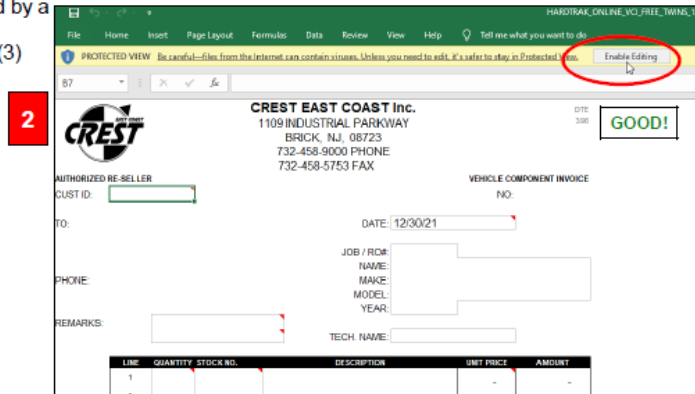 d by a
(3)
2
HARDTRAK_ONLINE_VCI_FREE_TWINS_1
File Home Insert Page Layout Formulas Data Review View Help Tell me what you want to do
PROTECTED VIEW Be careful—files from the Internet can contain viruses. Unless you need to edit, it's safer to stay in Protected View. Enable Editing
B7 fx
CREST EAST COAST Inc.
1109 INDUSTRIAL PARKWAY
BRICK, NJ, 08723
732-458-9000 PHONE
732-458-5753 FAX
EAST COAST
CREST
DTE
398
GOOD!
AUTHORIZED RE-SELLER
VEHICLE COMPONENT INVOICE
CUST ID:
NO:
TO:
DATE: 12/30/21
JOB / RO#:
NAME:
PHONE:
MAKE:
MODEL:
YEAR:
REMARKS:
TECH. NAME:
LINE QUANTITY STOCK NO. DESCRIPTION UNIT PRICE AMOUNT
1 - -